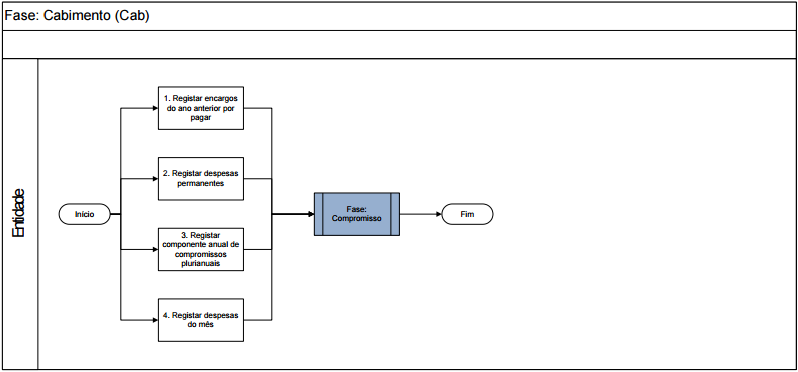 Fase: Cabimento (Cab)
Entidade
Início
1. Registar encargos
do ano anterior por
pagar
2. Registar despesas
permanentes
3. Registar
componente anual de
compromissos
plurianuais
4. Registar despesas
do mês
Fase:
Compromisso
Fim